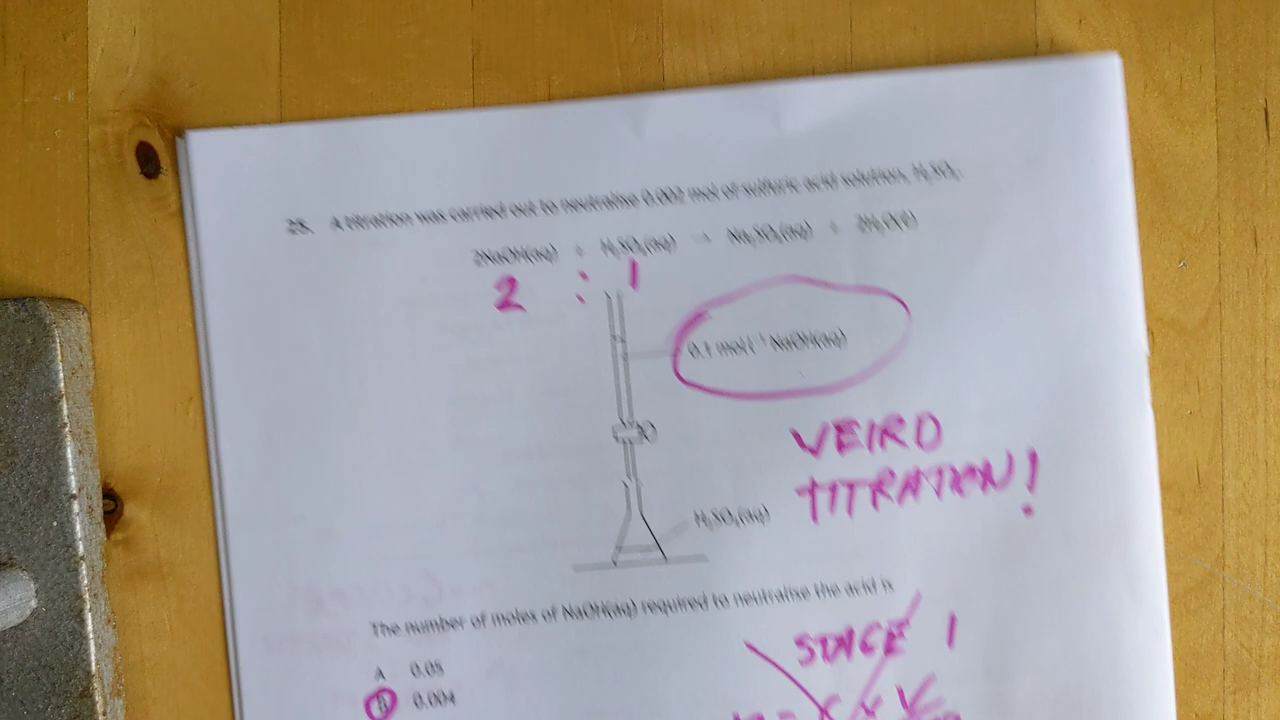 25. A titration was carried out to neutralise 0.002 mol of sulfuric acid solution, H₂SO₄.
2NaOH(aq) + H₂SO₄(aq) → Na₂SO₄(aq) + 2H₂O(ℓ)
2 : 1
0.1 mol ℓ⁻¹ NaOH(aq)
WEIRD
TITRATION!
H₂SO₄(aq)
The number of moles of NaOH(aq) required to neutralise the acid is
STAGE 1
A 0.05
B 0.004